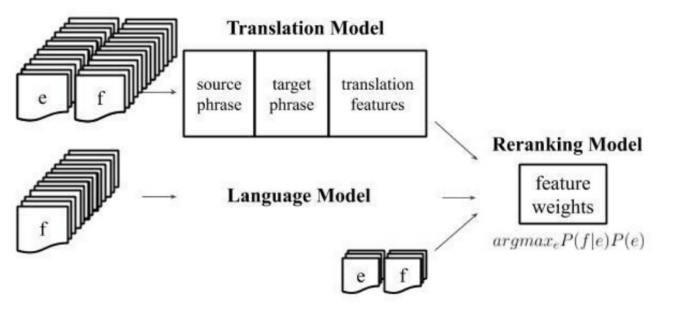 Translation Model
e f
source phrase
target phrase
translation features
Reranking Model
feature weights
argmax_e P(f|e)P(e)
f
Language Model
e f